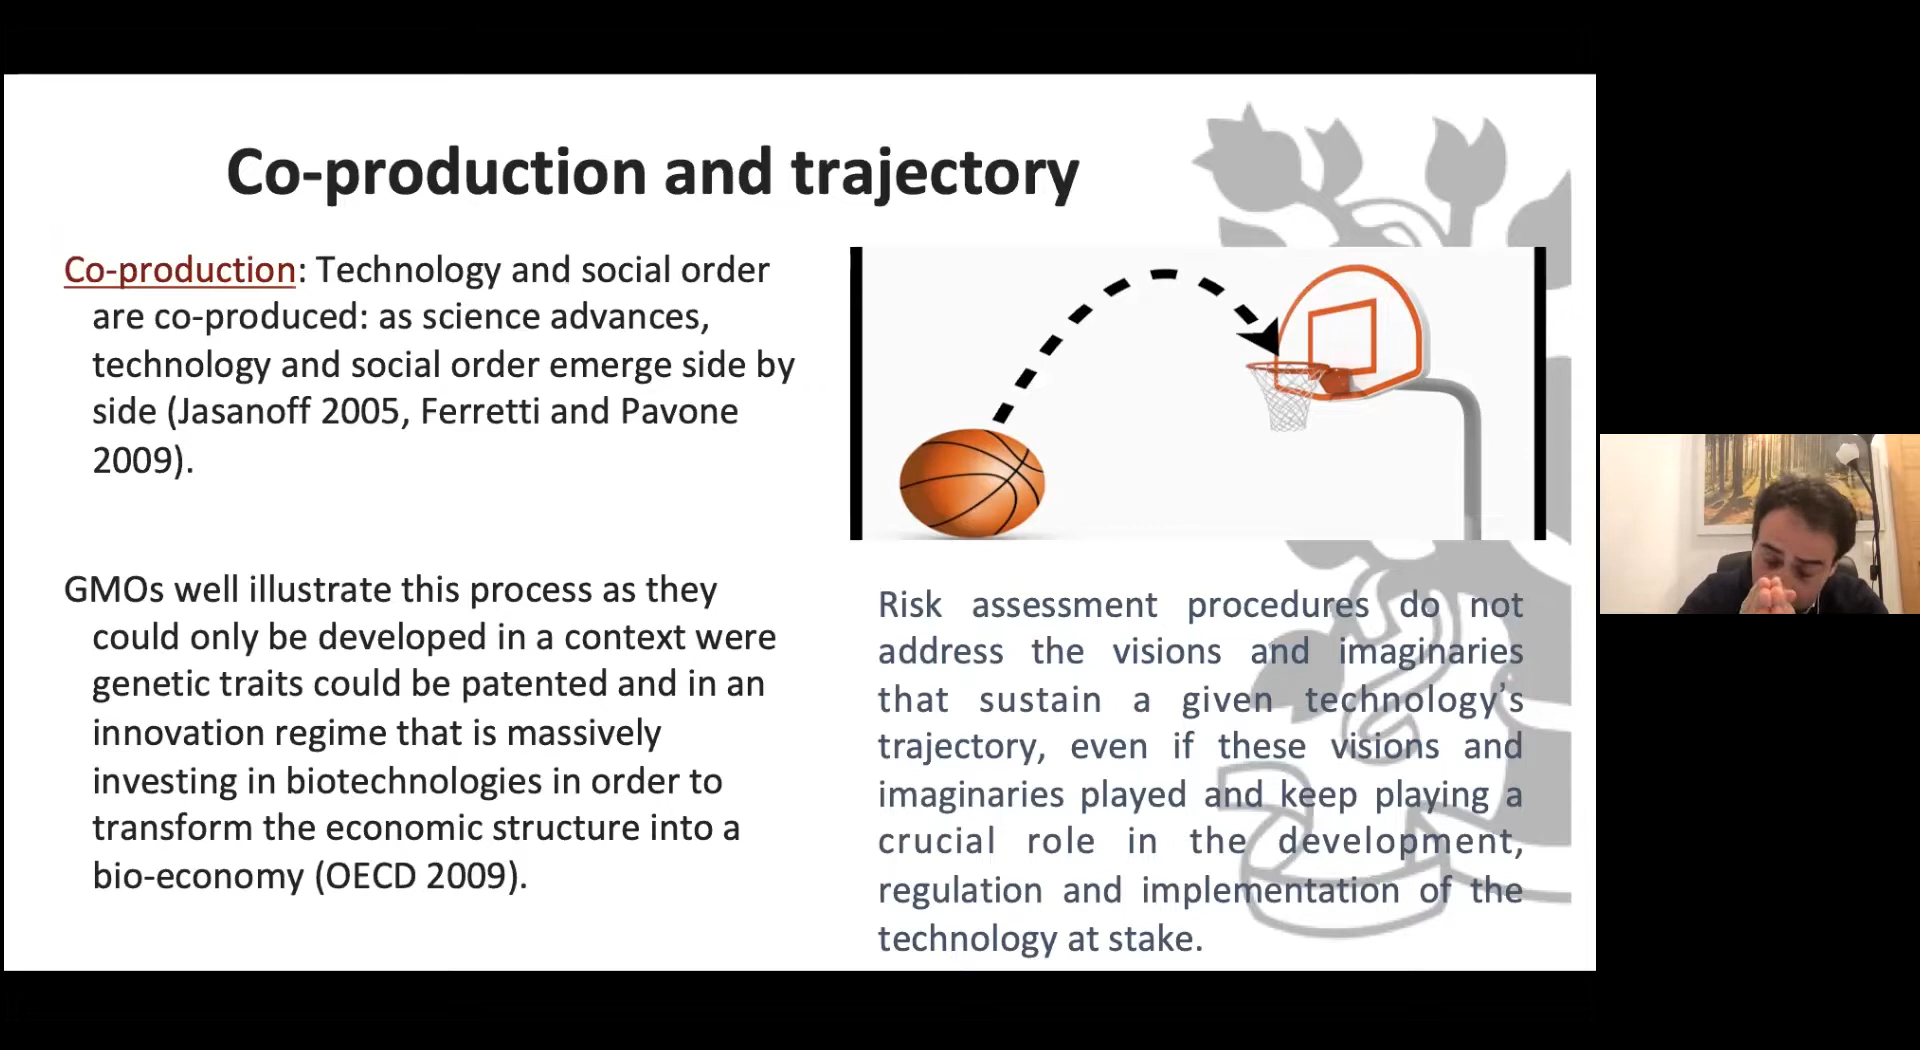 Co-production and trajectory
Co-production: Technology and social order
are co-produced: as science advances,
technology and social order emerge side by
side (Jasanoff 2005, Ferretti and Pavone
2009).
GMOs well illustrate this process as they
could only be developed in a context were
genetic traits could be patented and in an
innovation regime that is massively
investing in biotechnologies in order to
transform the economic structure into a
bio-economy (OECD 2009).
Risk assessment procedures do not
address the visions and imaginaries
that sustain a given technology's
trajectory, even if these visions and
imaginaries played and keep playing a
crucial role in the development,
regulation and implementation of the
technology at stake.